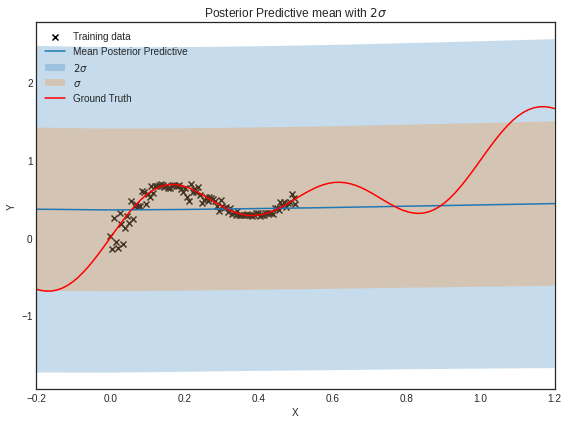 Posterior Predictive mean with 2σ
Training data
Mean Posterior Predictive
2σ
σ
Ground Truth
Y
2
1
0
−1
−0.2 0.0 0.2 0.4 0.6 0.8 1.0 1.2
X